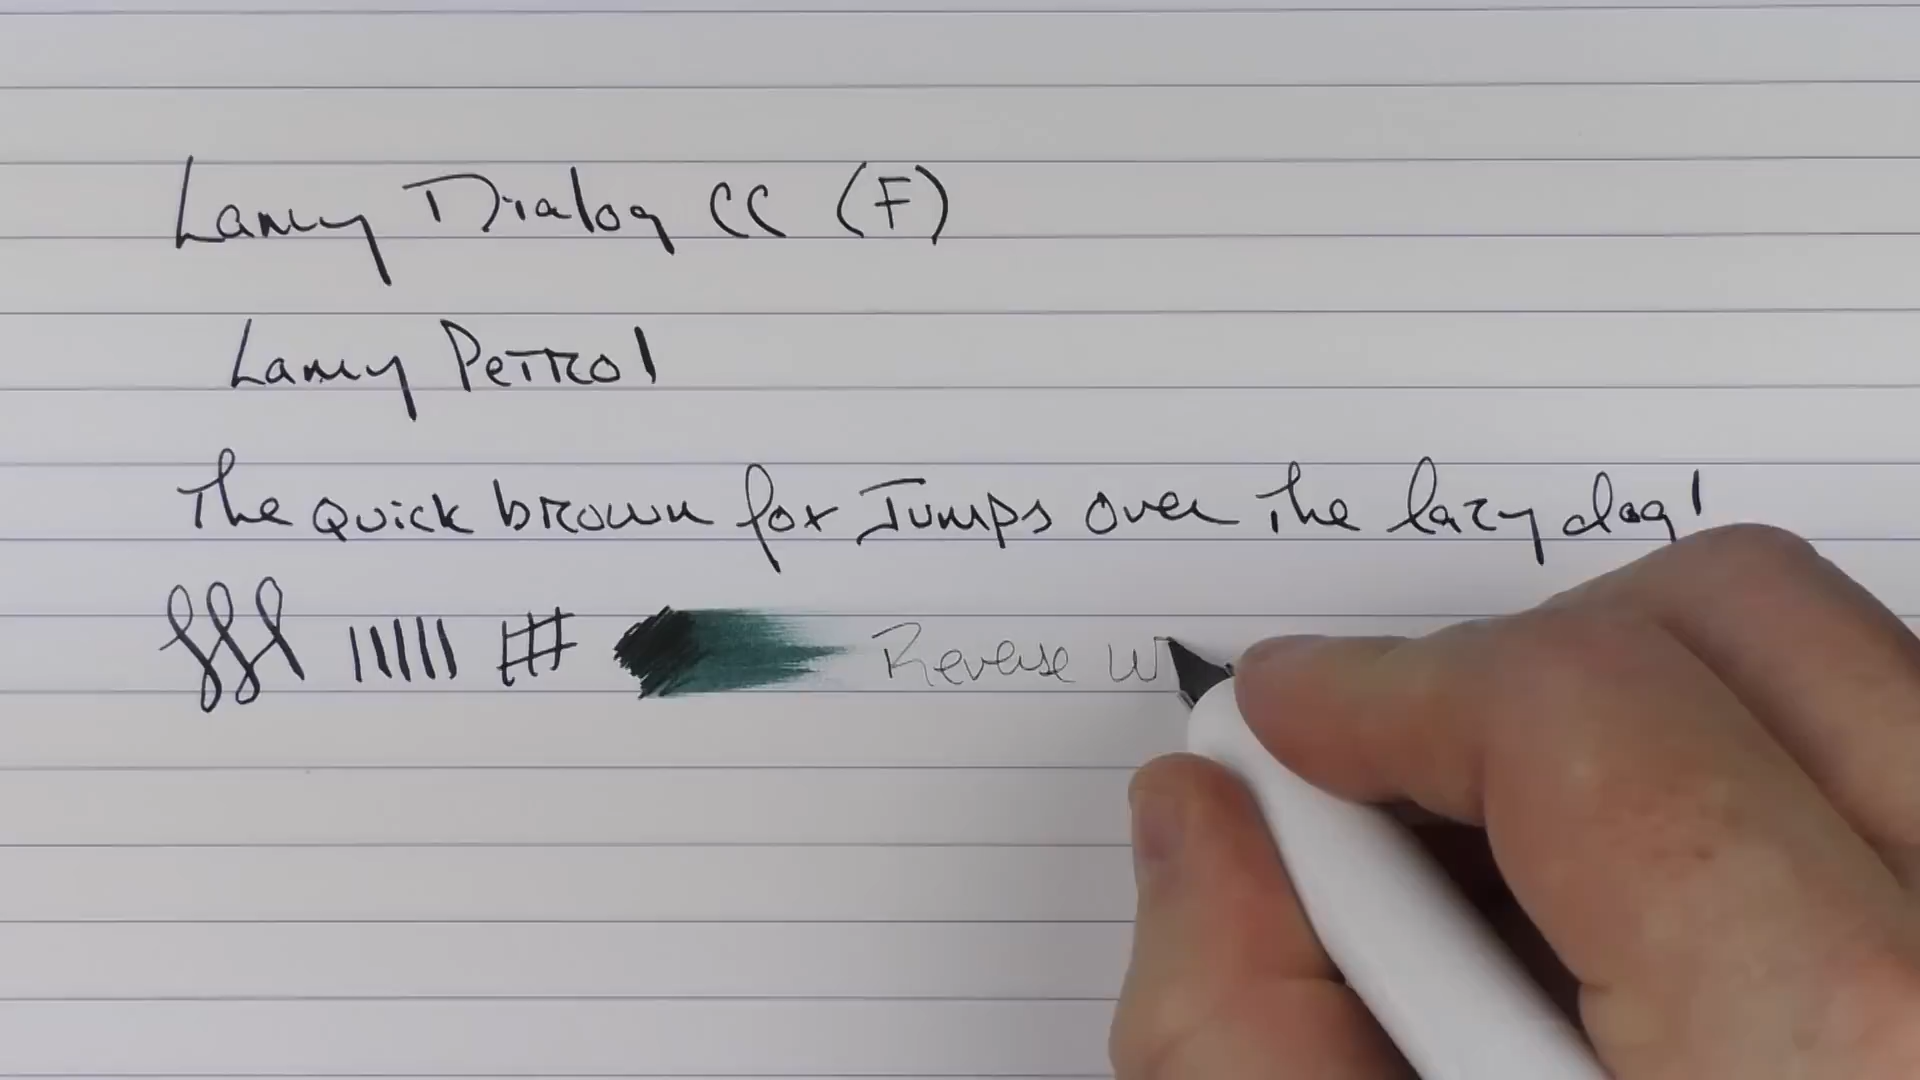 Lamy Dialog CC (F)
Lamy Petrol
The quick brown fox Jumps over the lazy dog!
Reverse W